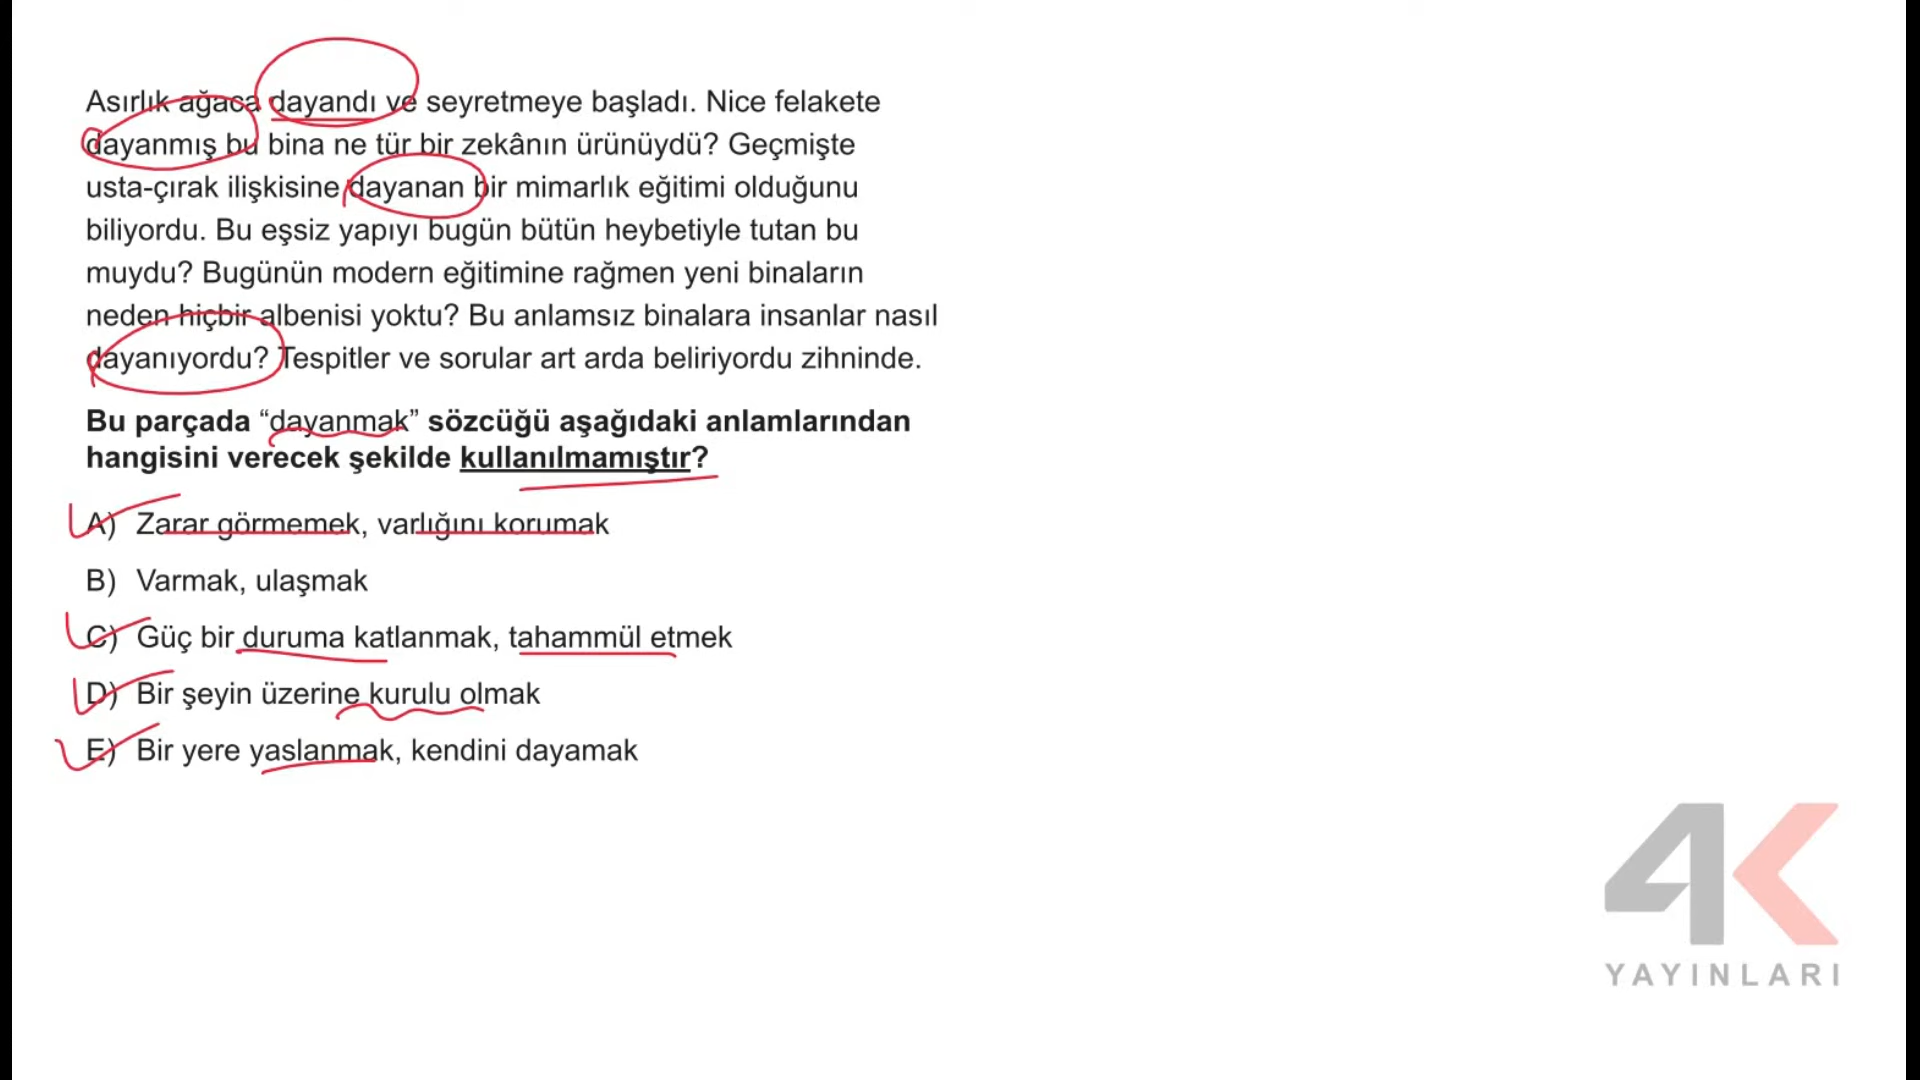 Asırlık ağaca dayandı ve seyretmeye başladı. Nice felakete
dayanmış bu bina ne tür bir zekânın ürünüydü? Geçmişte
usta-çırak ilişkisine dayanan bir mimarlık eğitimi olduğunu
biliyordu. Bu eşsiz yapıyı bugün bütün heybetiyle tutan bu
muydu? Bugünün modern eğitimine rağmen yeni binaların
neden hiçbir albenisi yoktu? Bu anlamsız binalara insanlar nasıl
dayanıyordu? Tespitler ve sorular art arda beliriyordu zihninde.
Bu parçada “dayanmak” sözcüğü aşağıdaki anlamlarından
hangisini verecek şekilde kullanılmamıştır?
A) Zarar görmemek, varlığını korumak
B) Varmak, ulaşmak
C) Güç bir duruma katlanmak, tahammül etmek
D) Bir şeyin üzerine kurulu olmak
E) Bir yere yaslanmak, kendini dayamak
4K
YAYINLARI